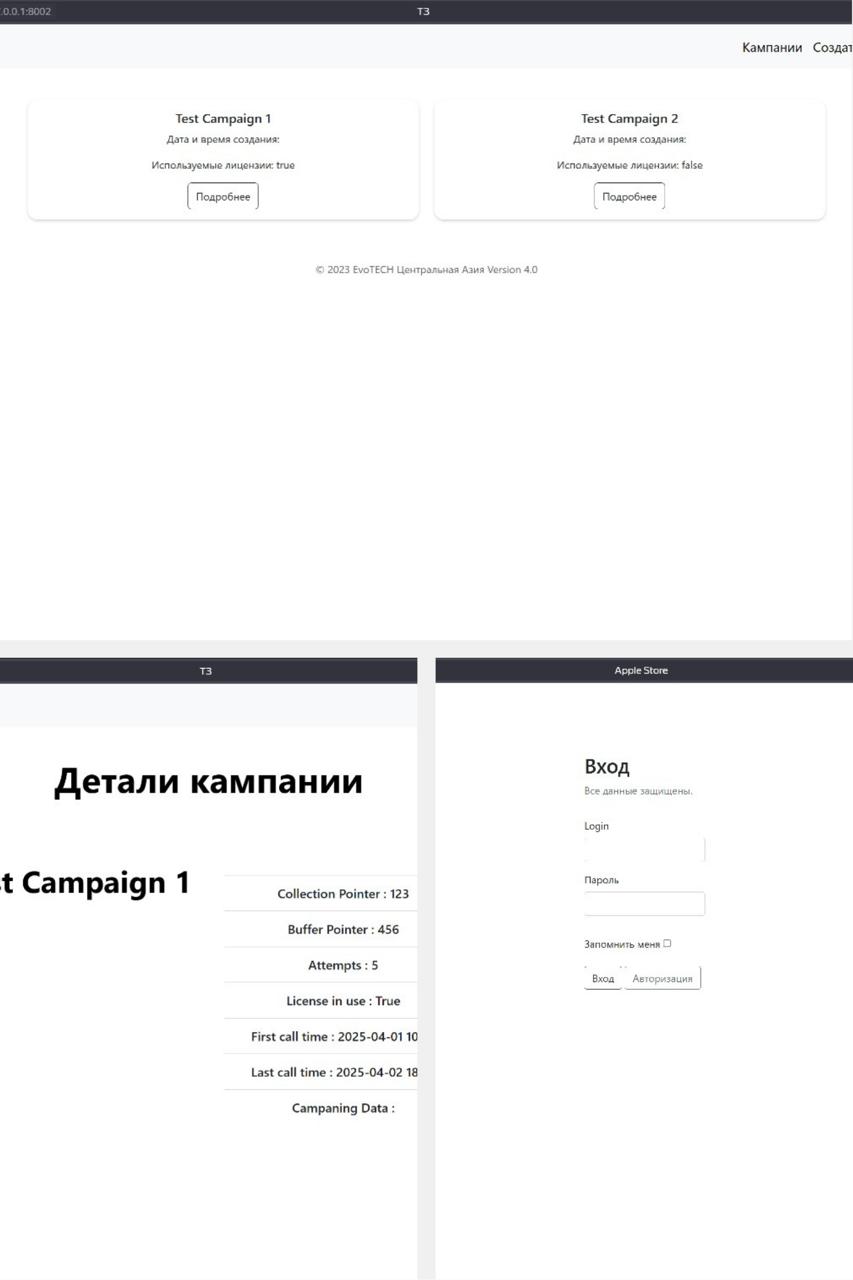 .0.0.1:8002
ТЗ
Кампании Создат
Test Campaign 1
Дата и время создания:
Используемые лицензии: true
Подробнее
Test Campaign 2
Дата и время создания:
Используемые лицензии: false
Подробнее
© 2023 EvoTECH Центральная Азия Version 4.0
ТЗ
Детали кампании
st Campaign 1
Collection Pointer : 123
Buffer Pointer : 456
Attempts : 5
License in use : True
First call time : 2025-04-01 10
Last call time : 2025-04-02 18
Campaning Data :
Apple Store
Вход
Все данные защищены.
Login
Пароль
Запомнить меня
Вход Авторизация